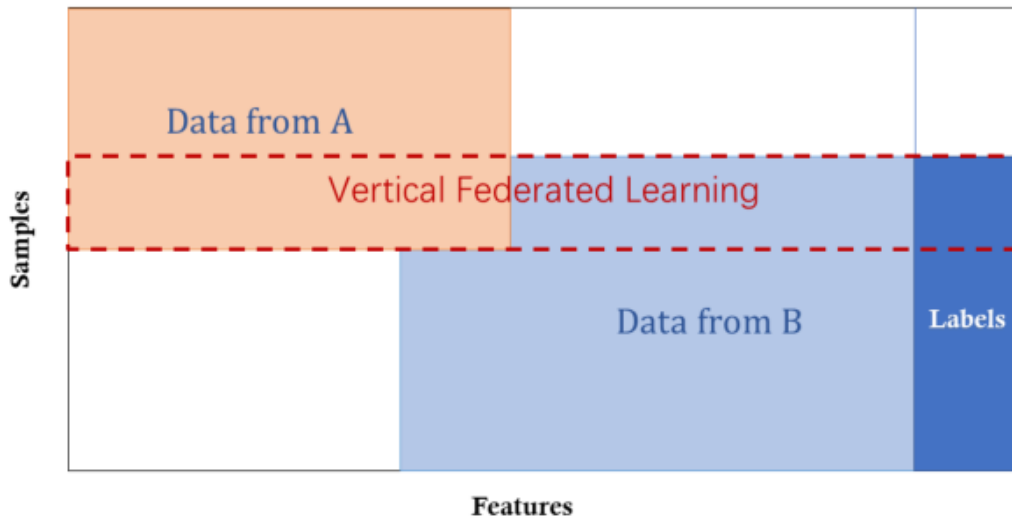 Data from A
Vertical Federated Learning
Samples
Data from B
Labels
Features